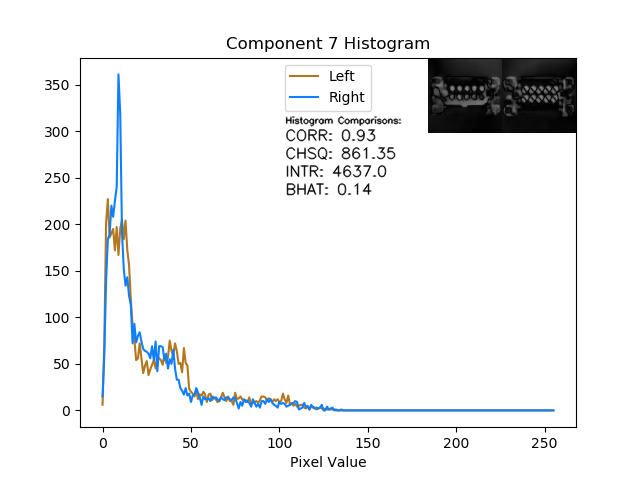 Component 7 Histogram
Left
Right
Histogram Comparisons:
CORR: 0.93
CHSQ: 861.35
INTR: 4637.0
BHAT: 0.14
350
300
250
200
150
100
50
0
0 50 100 150 200 250
Pixel Value